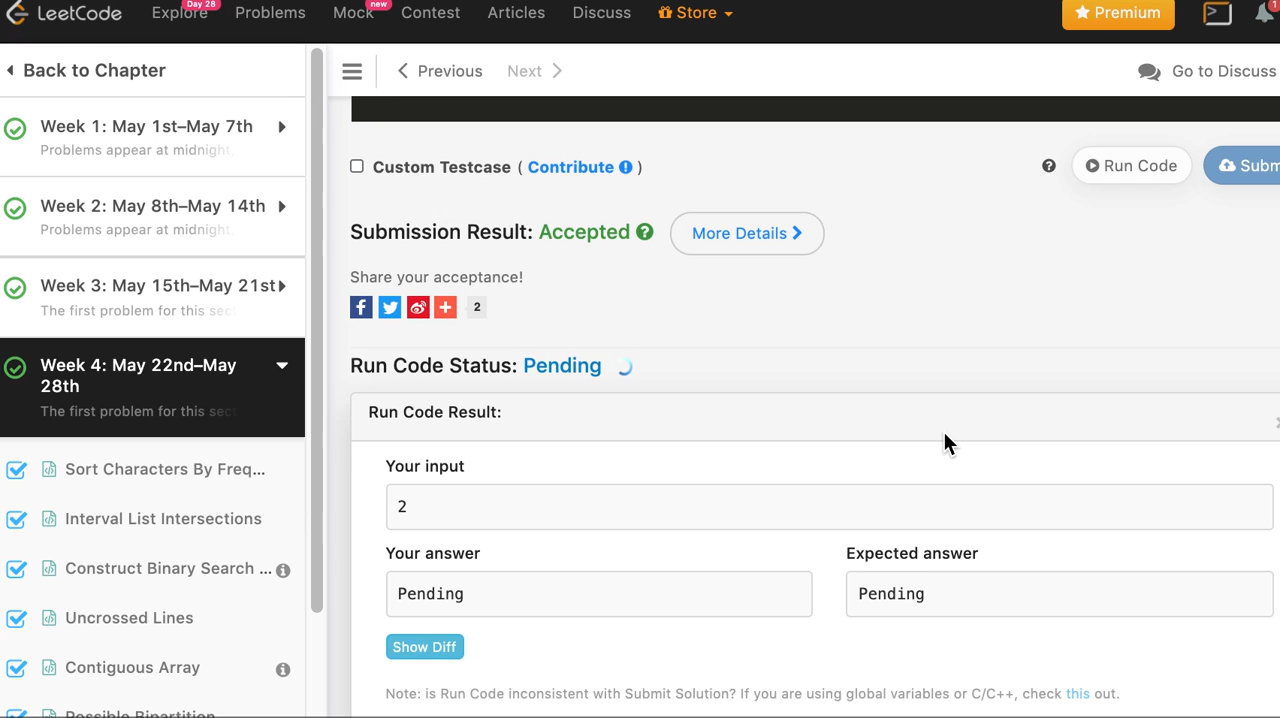 LeetCode
Explore
Day 28
Problems
Mock
new
Contest
Articles
Discuss
Store
Premium
1
Back to Chapter
Previous
Next
Go to Discuss
Week 1: May 1st–May 7th
Problems appear at midnight,
Week 2: May 8th–May 14th
Problems appear at midnight,
Week 3: May 15th–May 21st
The first problem for this sec
Week 4: May 22nd–May
28th
The first problem for this sec
Sort Characters By Freq...
Interval List Intersections
Construct Binary Search ...
Uncrossed Lines
Contiguous Array
Possible Bipartition
Custom Testcase ( Contribute )
Run Code
Subm
Submission Result: Accepted
More Details
Share your acceptance!
2
Run Code Status: Pending
Run Code Result:
Your input
2
Your answer
Expected answer
Pending
Pending
Show Diff
Note: is Run Code inconsistent with Submit Solution? If you are using global variables or C/C++, check this out.